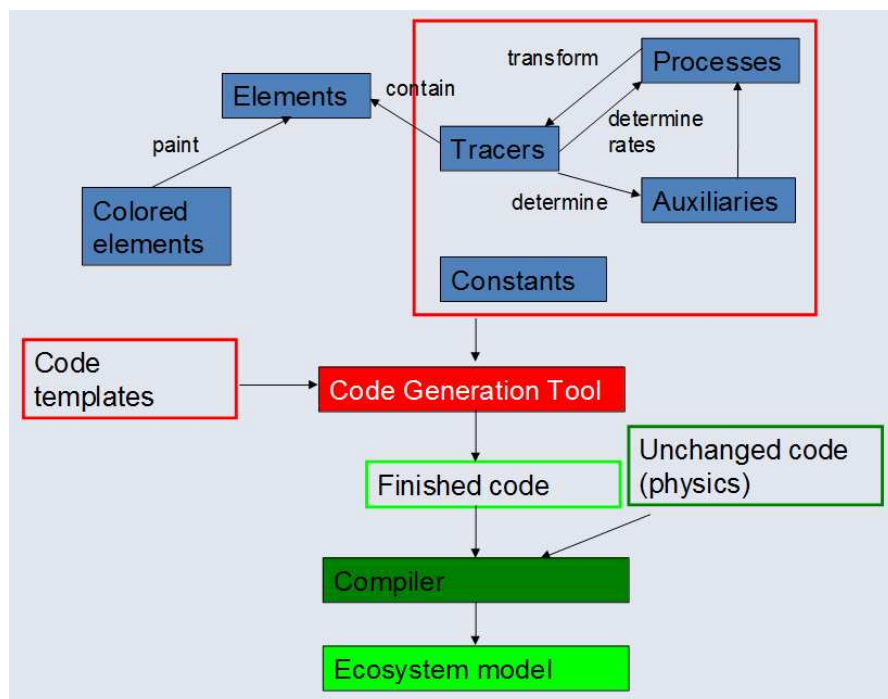 transform
Processes
Elements
contain
paint
Tracers
determine
rates
Colored
elements
determine
Auxiliaries
Constants
Code
templates
Code Generation Tool
Unchanged code
(physics)
Finished code
Compiler
Ecosystem model